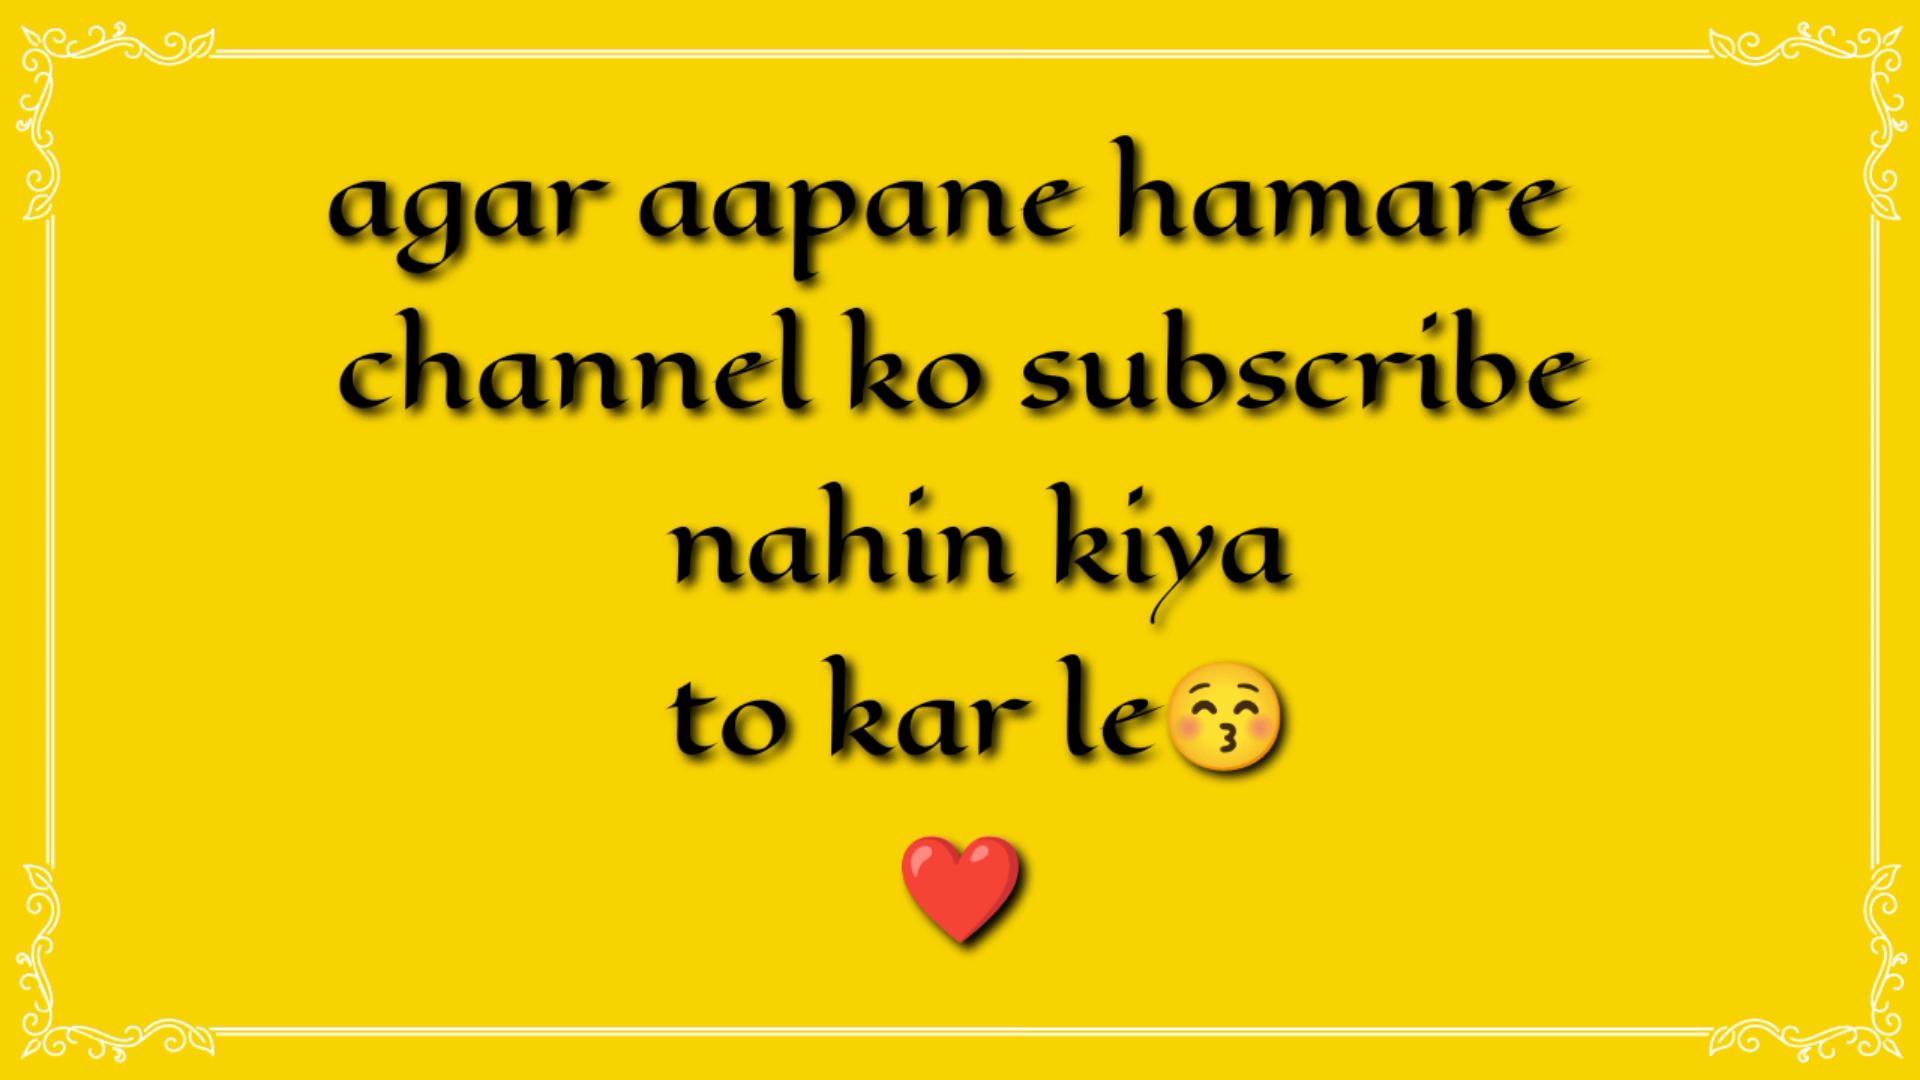 agar aapane hamare
channel ko subscribe
nahin kiya
to kar le😚
❤️